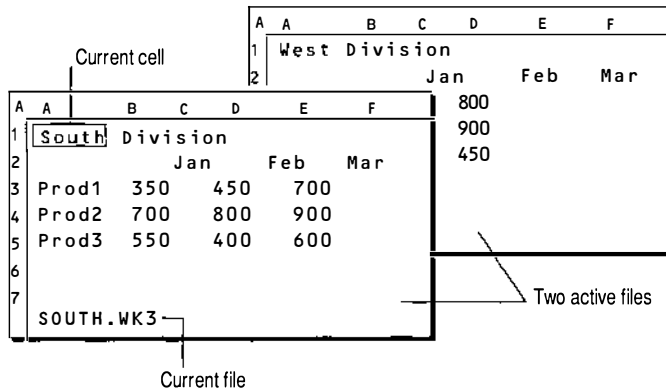 A A B C D E F
1 West Division
2 Jan Feb Mar
800
900
450
Current cell
A A B C D E F
1 South Division
2 Jan Feb Mar
3 Prod1 350 450 700
4 Prod2 700 800 900
5 Prod3 550 400 600
6
7
SOUTH.WK3
Two active files
Current file